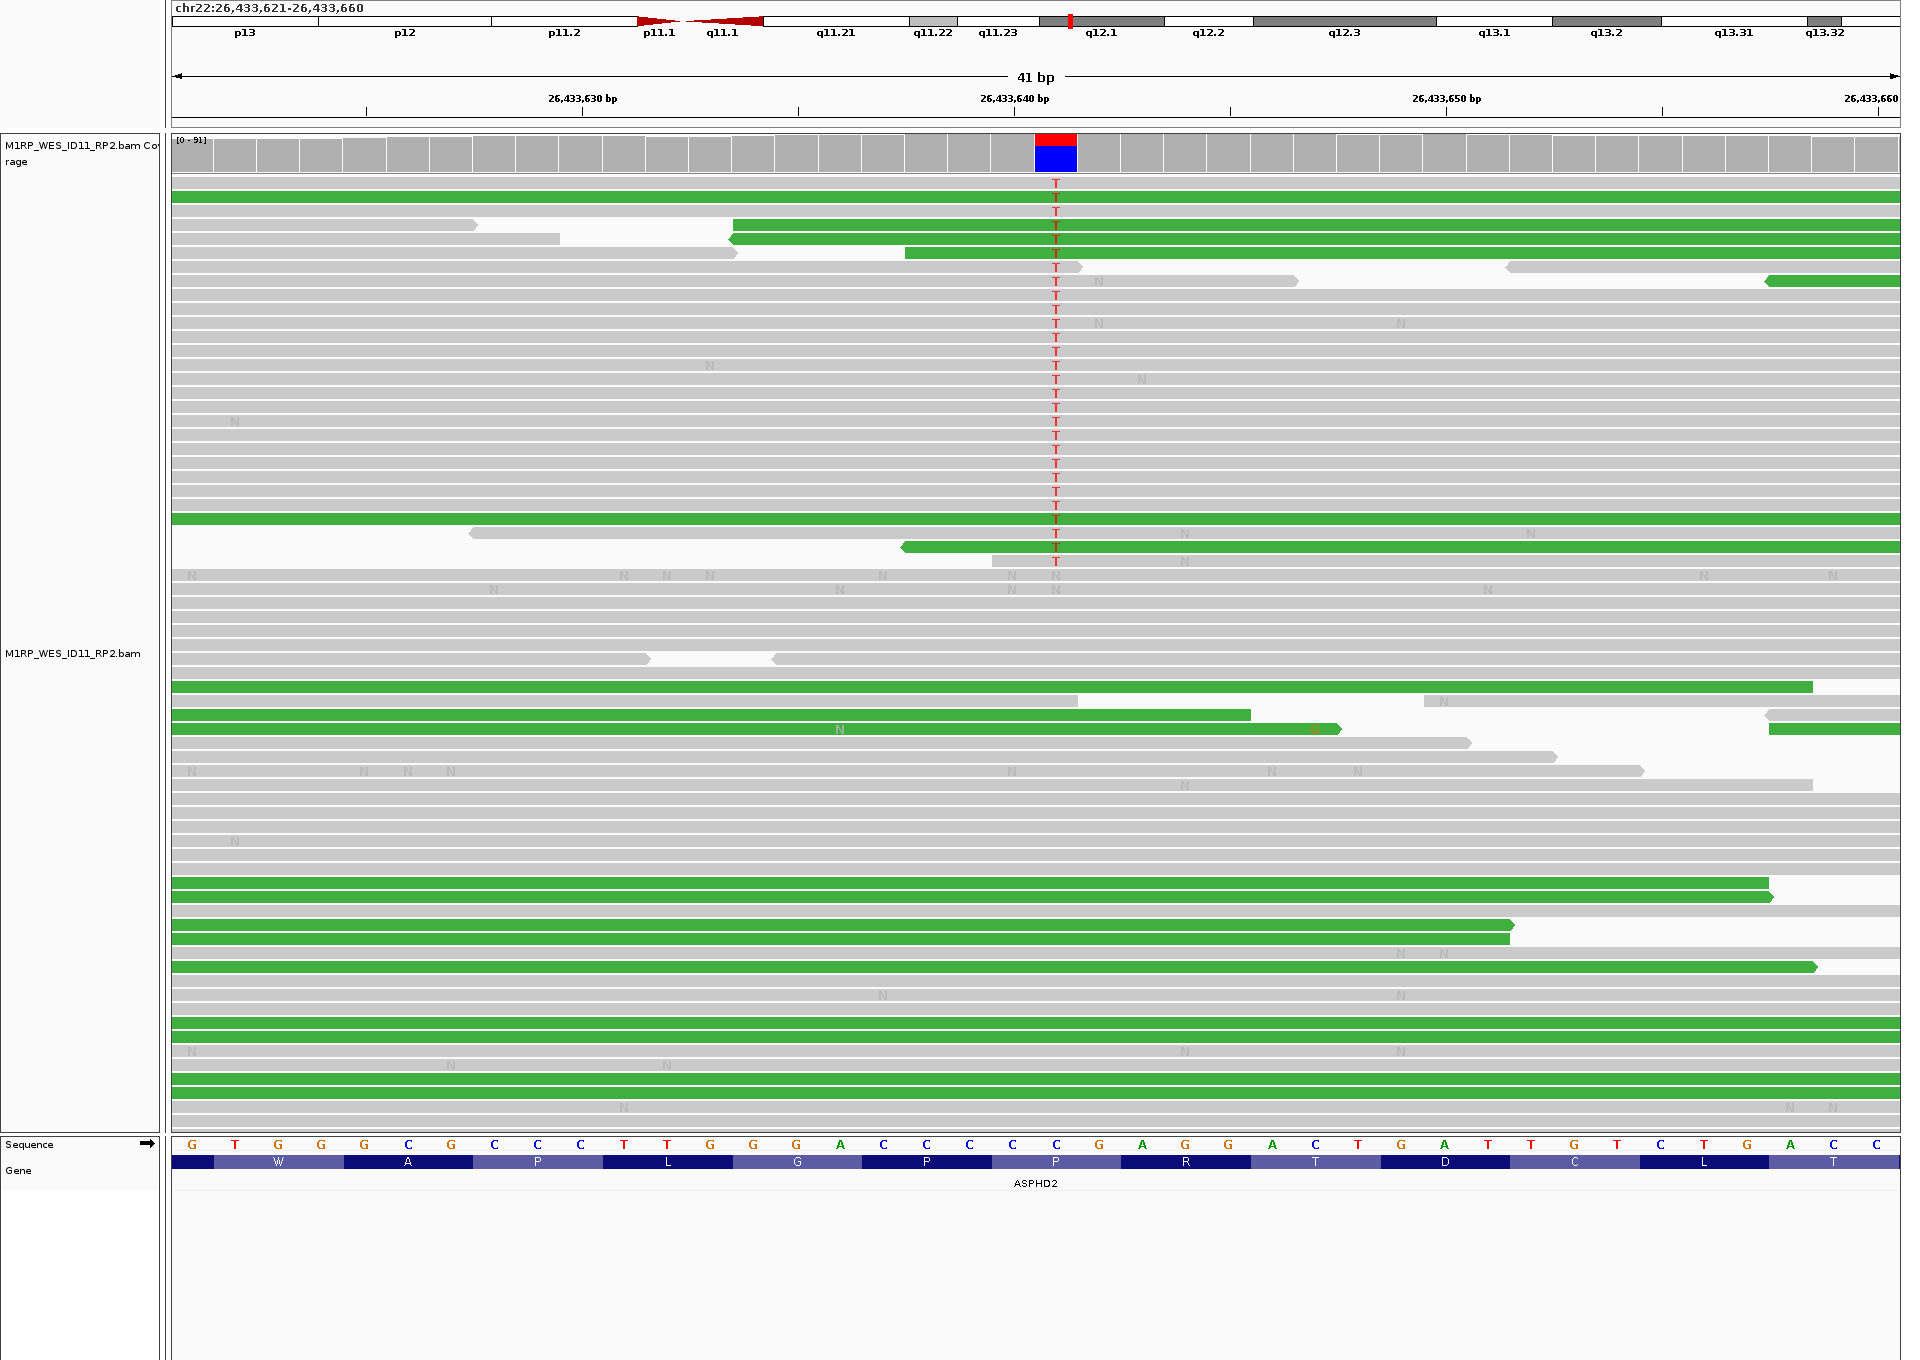 chr22:26,433,621-26,433,660
p13 p12 p11.2 p11.1 q11.1 q11.21 q11.22 q11.23 q12.1 q12.2 q12.3 q13.1 q13.2 q13.31 q13.32
41 bp
26,433,630 bp 26,433,640 bp 26,433,650 bp 26,433,660
M1RP_WES_ID11_RP2.bam Co
rage
[0 - 91]
T
T
T
T
T
T
T
N T
T
T
T N N
T
T
N T
T N
T
T
N T
T
T
T
T
T
T
T N N
T
T N
N N N N N N N N N
N N N N N
M1RP_WES_ID11_RP2.bam
N
N N
N N N N N N N
N
N
N N
N N
N N N
N N
N N N
Sequence
G T G G G C G C C C T T G G G A C C C C C G A G G A C T G A T T G T C T G A C C
Gene
W A P L G P P R T D C L T
ASPHD2